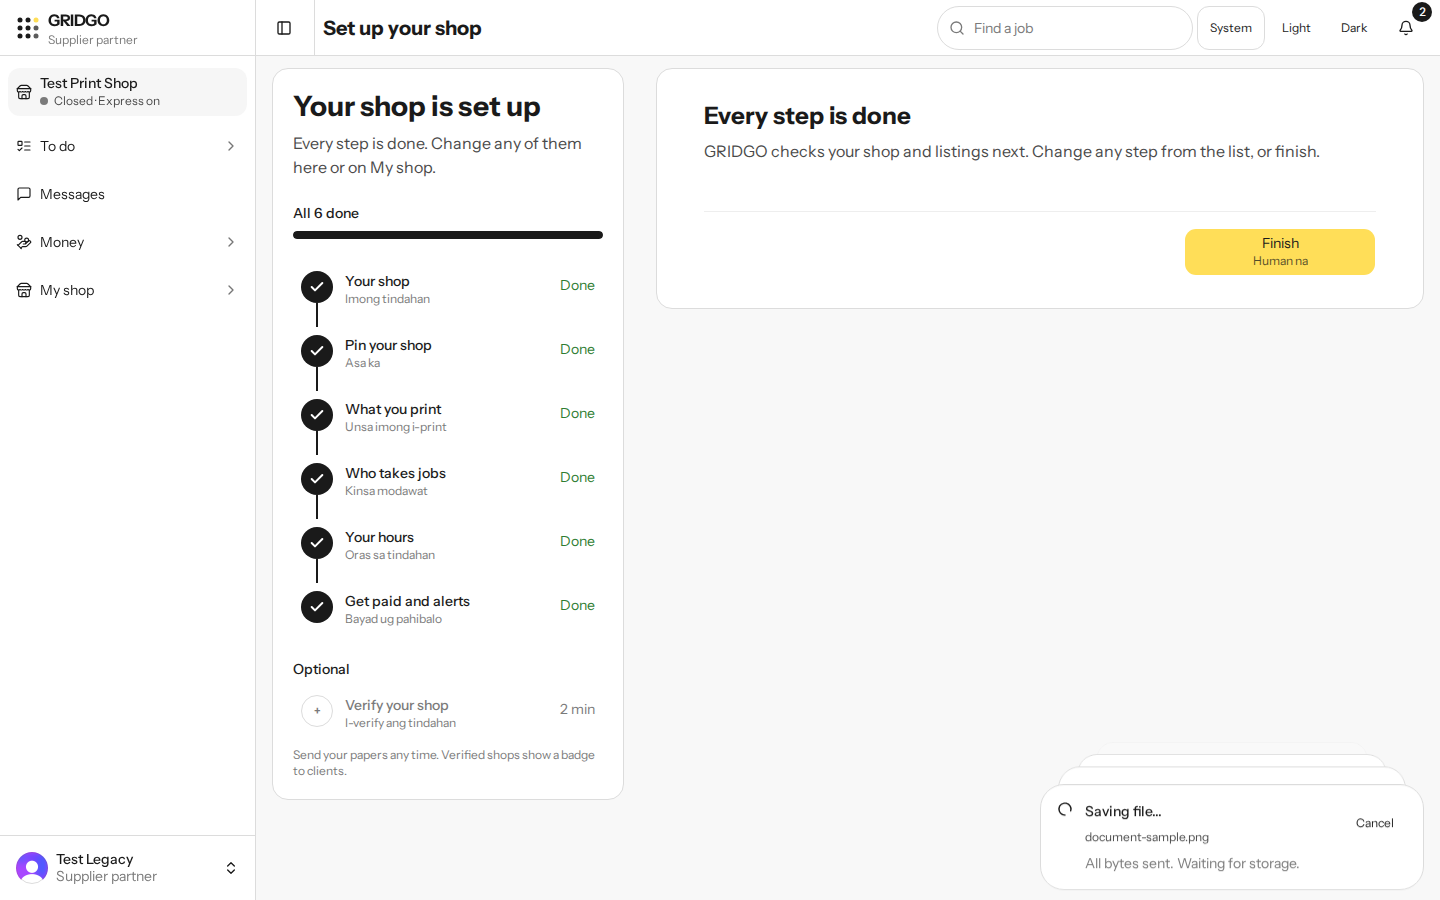 GRIDGO
Supplier partner
Set up your shop
Find a job
System
Light
Dark
2
Test Print Shop
Closed · Express on
To do
Messages
Money
My shop
Test Legacy
Supplier partner
Your shop is set up
Every step is done. Change any of them
here or on My shop.
All 6 done
Your shop
Imong tindahan
Done
Pin your shop
Asa ka
Done
What you print
Unsa imong i-print
Done
Who takes jobs
Kinsa modawat
Done
Your hours
Oras sa tindahan
Done
Get paid and alerts
Bayad ug pahibalo
Done
Optional
Verify your shop
I-verify ang tindahan
2 min
Send your papers any time. Verified shops show a badge
to clients.
Every step is done
GRIDGO checks your shop and listings next. Change any step from the list, or finish.
Finish
Human na
Saving file...
document-sample.png
All bytes sent. Waiting for storage.
Cancel